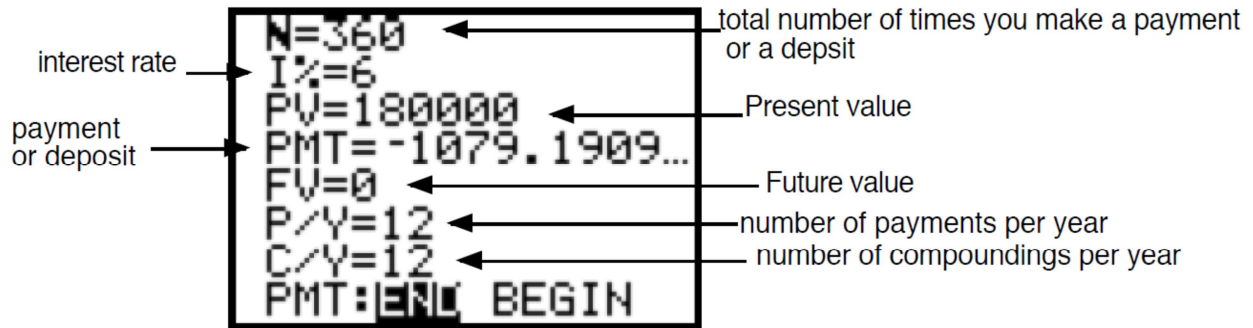 N=360
total number of times you make a payment
or a depsit
interest rate
I%=6
PV=180000
Present value
payment
or deposit
PMT=-1079.1909…
FV=0
Future value
P/Y=12
number of payments per year
C/Y=12
number of compoundings per year
PMT:END BEGIN